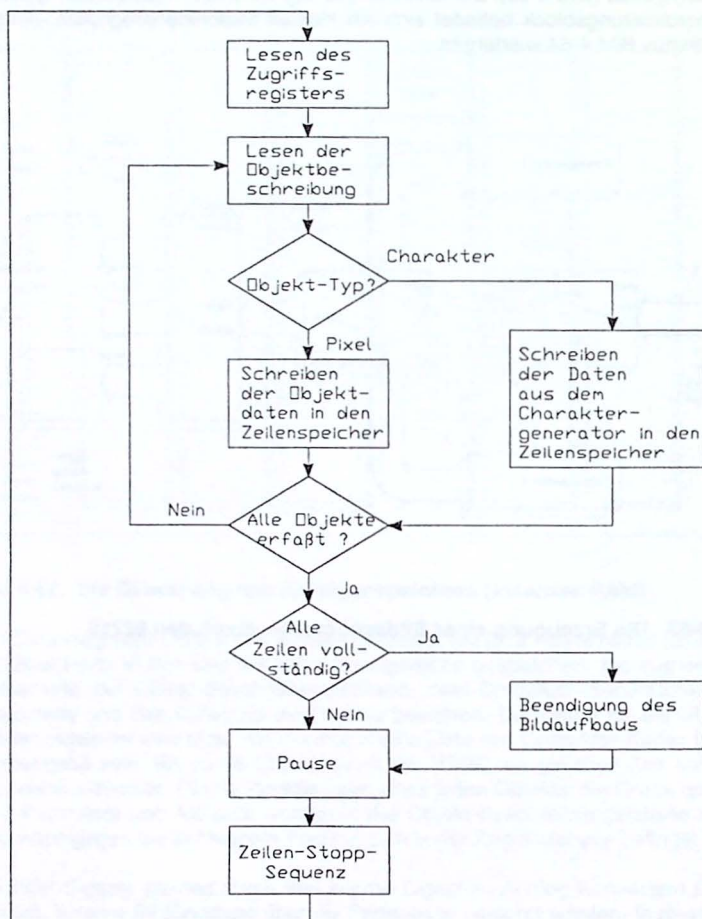 Lesen des
Zugriffs-
registers
Lesen der
Objektbe-
schreibung
Objekt-Typ?
Charakter
Pixel
Schreiben
der Objekt-
daten in den
Zeilenspeicher
Schreiben
der Daten
aus dem
Charakter-
generator in den
Zeilenspeicher
Nein
Alle Objekte
erfaßt ?
Ja
Alle
Zeilen voll-
ständig?
Ja
Nein
Beendigung des
Bildaufbaus
Pause
Zeilen-Stopp-
Sequenz